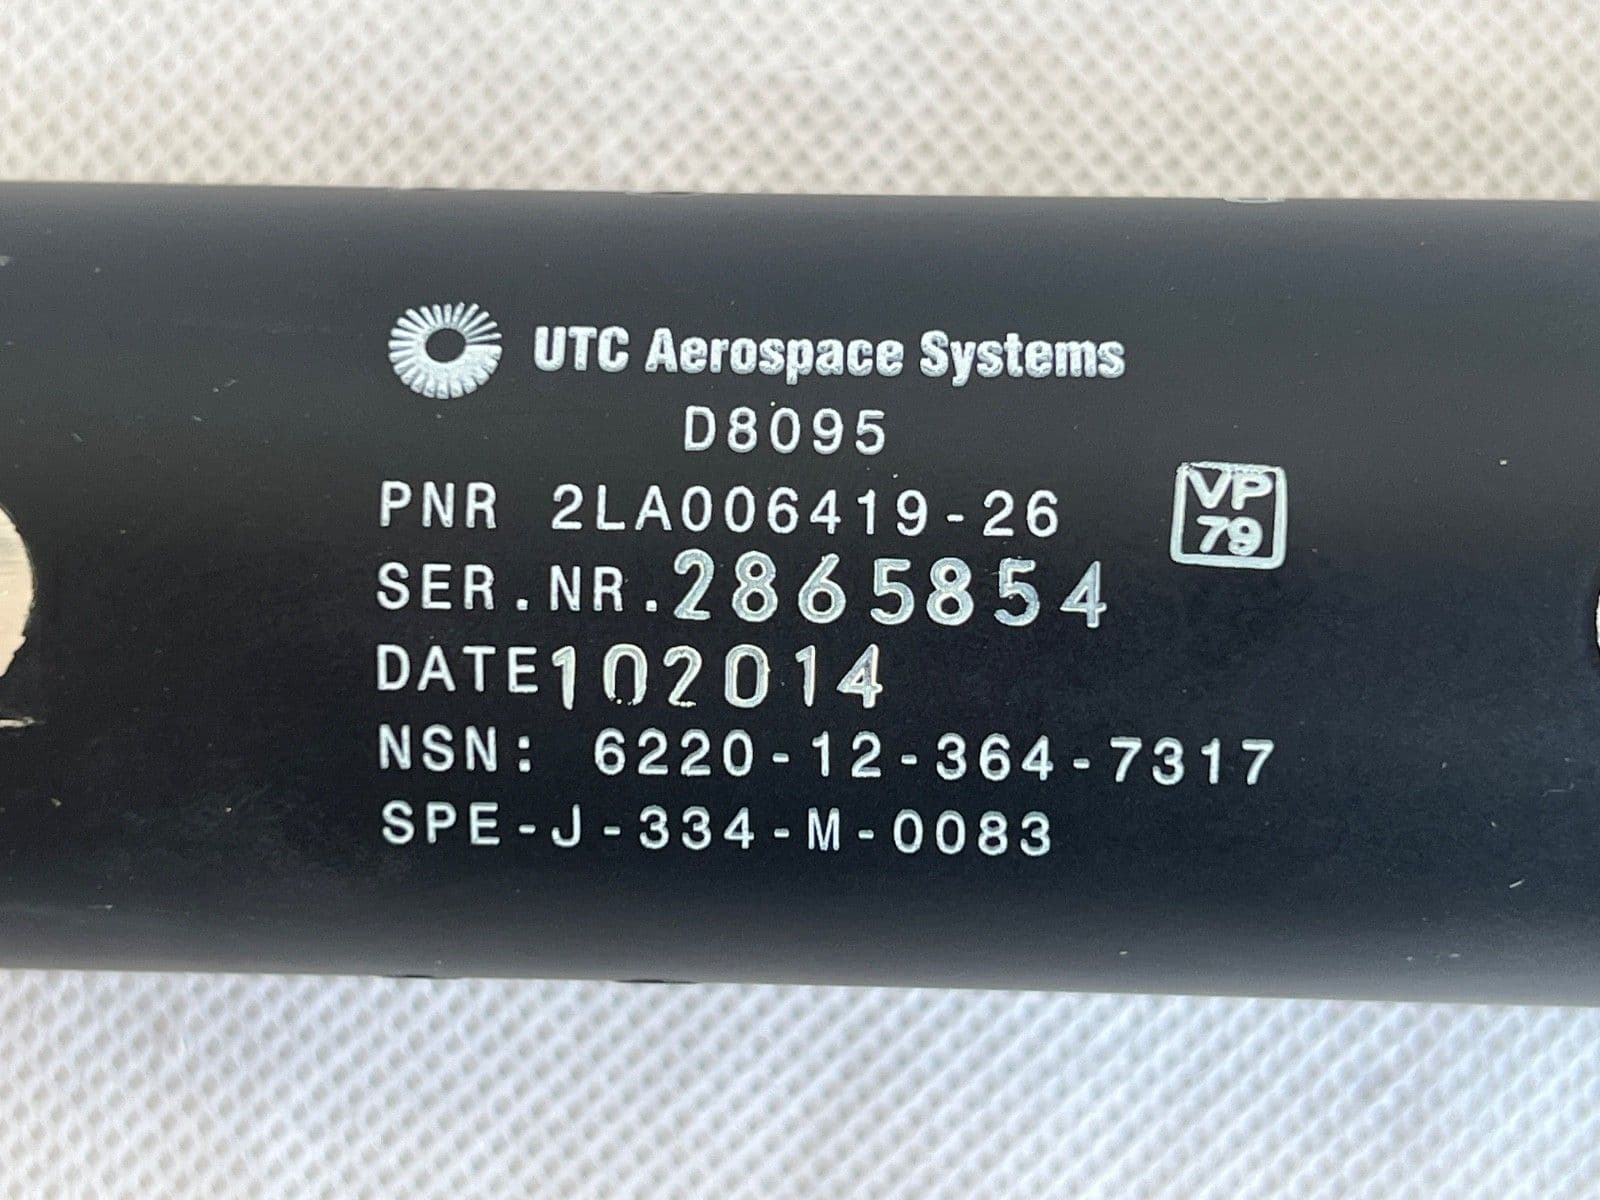 UTC Aerospace Systems
D8095
PNR 2LA006419-26
VP
79
SER.NR.2865854
DATE102014
NSN: 6220-12-364-7317
SPE-J-334-M-0083